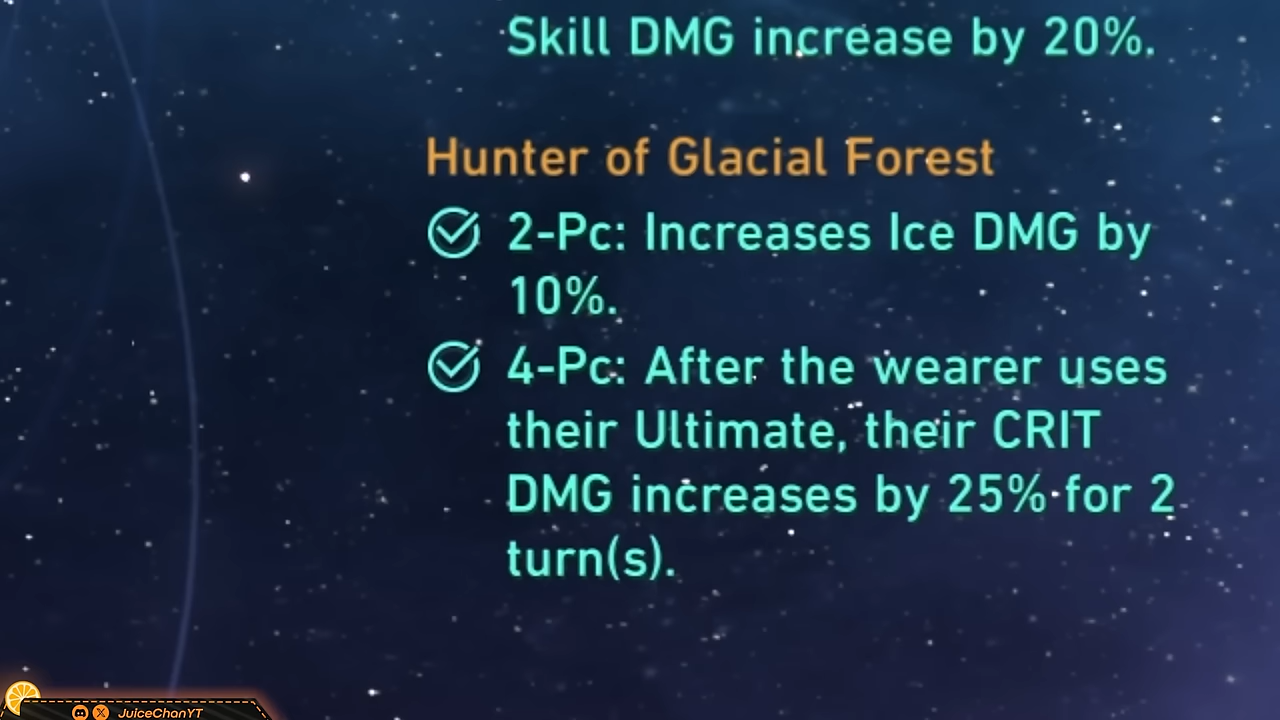 Skill DMG increase by 20%.
Hunter of Glacial Forest
2-Pc: Increases Ice DMG by
10%.
4-Pc: After the wearer uses
their Ultimate, their CRIT
DMG increases by 25% for 2
turn(s).
JuiceChanYT